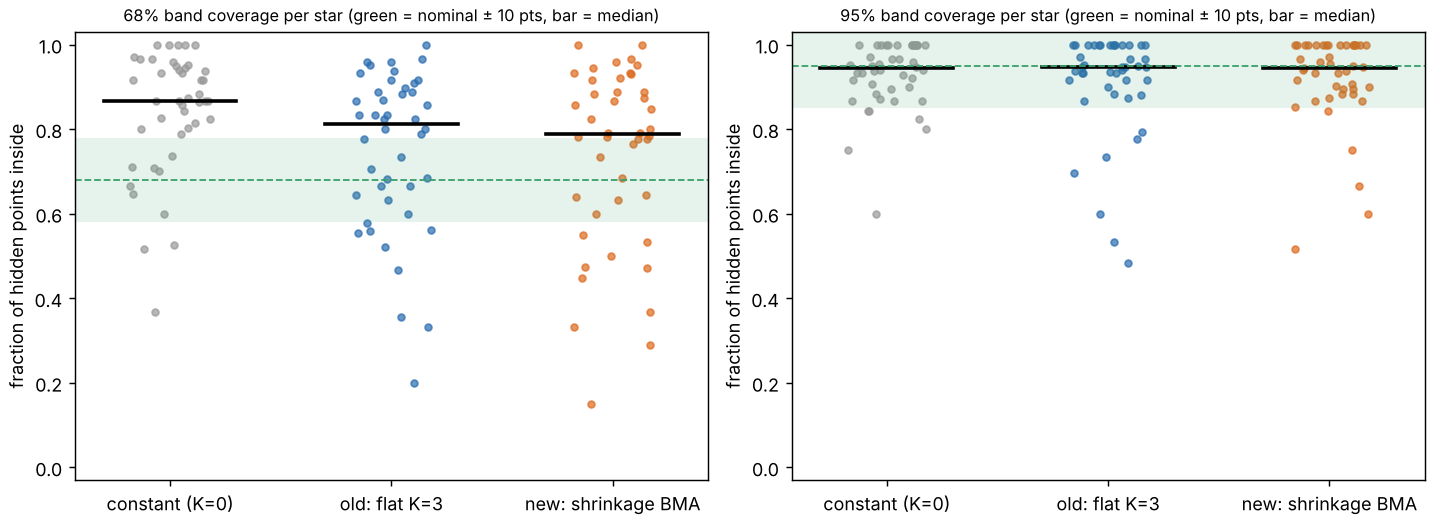 68% band coverage per star (green = nominal ± 10 pts, bar = median)
fraction of hidden points inside
1.0
0.8
0.6
0.4
0.2
0.0
constant (K=0)
old: flat K=3
new: shrinkage BMA
95% band coverage per star (green = nominal ± 10 pts, bar = median)
fraction of hidden points inside
1.0
0.8
0.6
0.4
0.2
0.0
constant (K=0)
old: flat K=3
new: shrinkage BMA